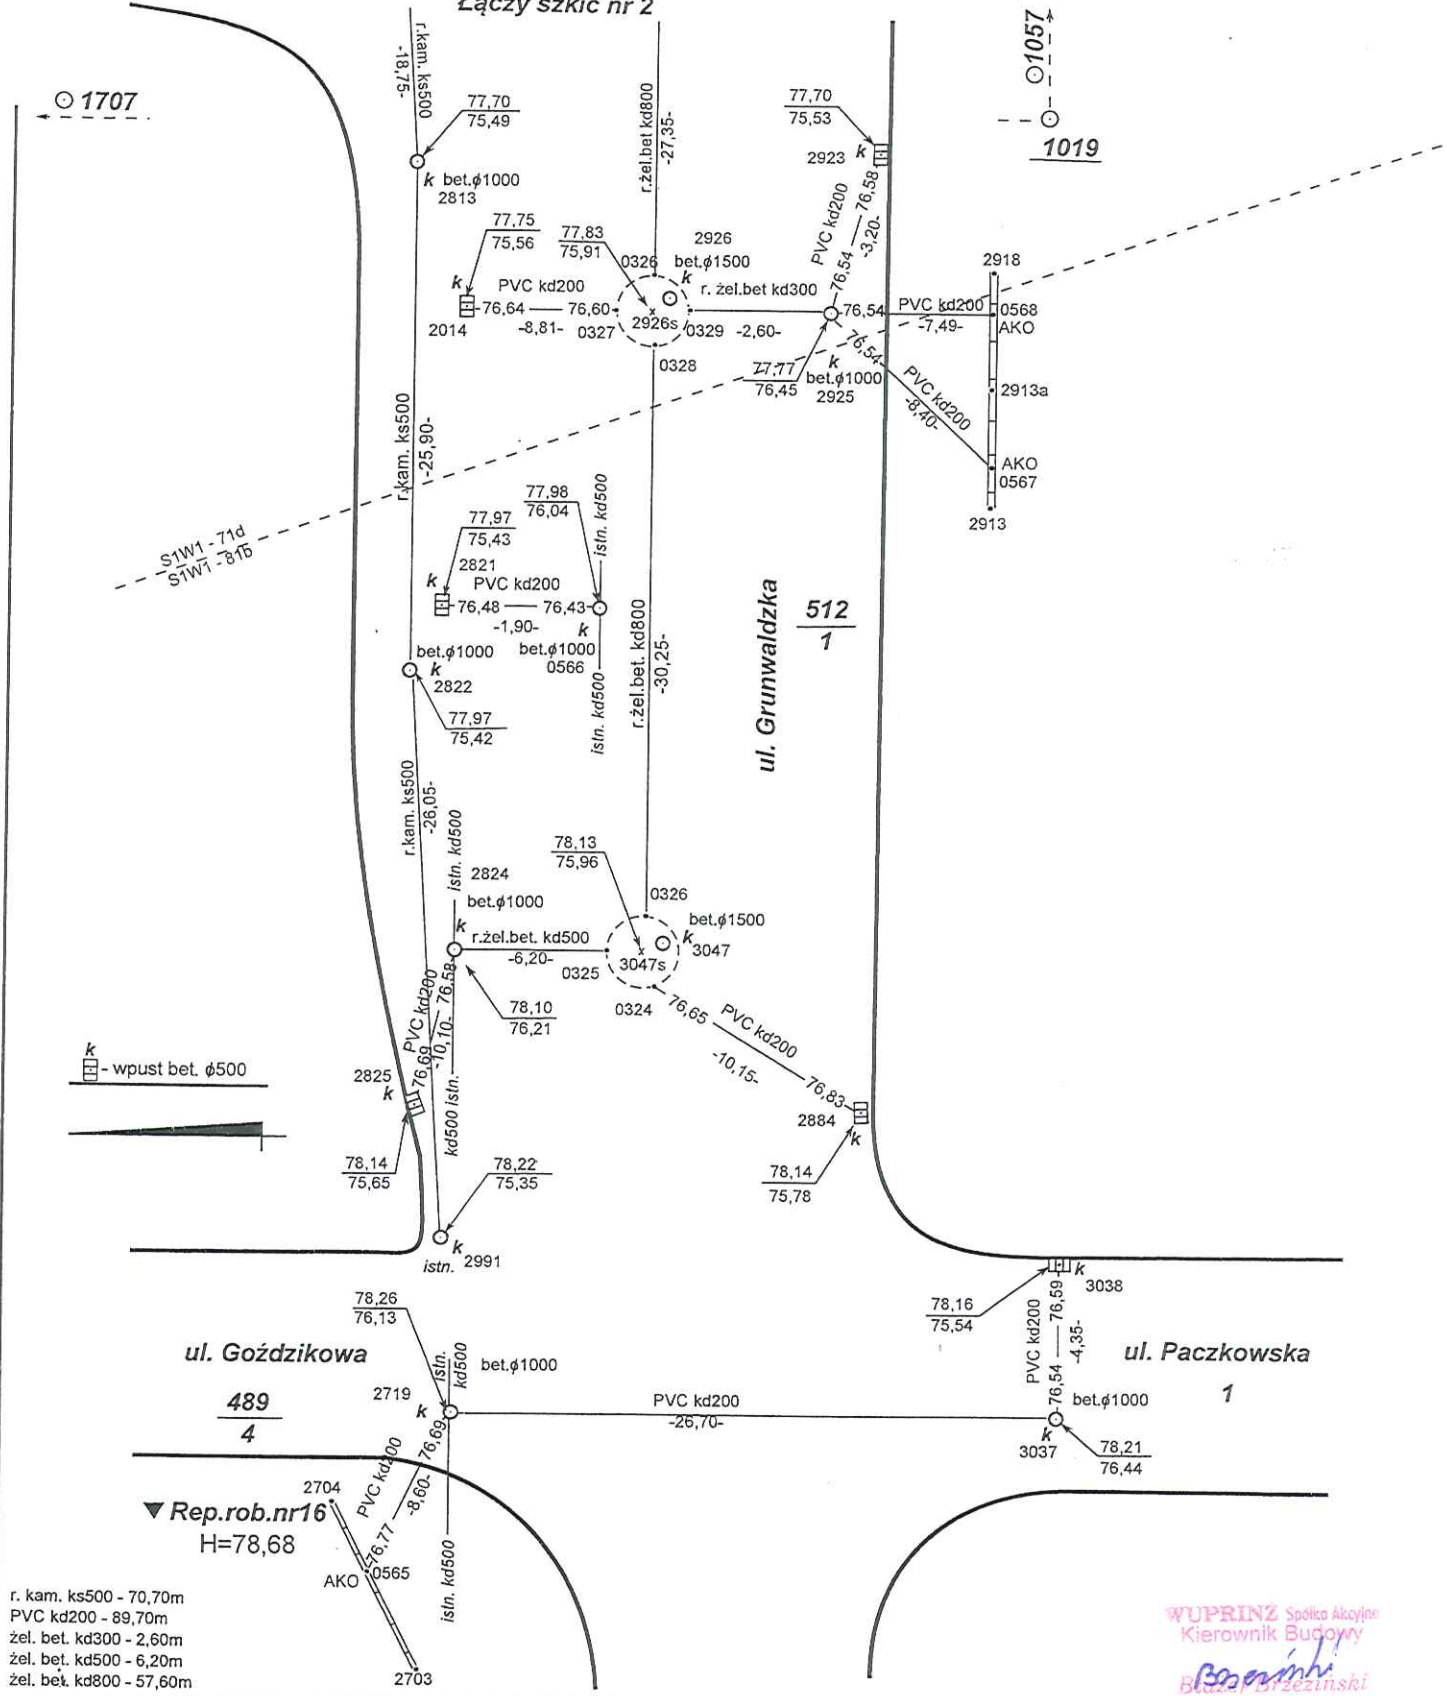 Łączy szkic nr 2
r.kam. ks500
-18,75-
1707
77,70
75,49
k bet.ϕ1000
2813
r.żel.bet kd800
-27,35-
77,70
75,53
2923 k
1057
1019
77,75
75,56
k
2014
PVC kd200
76,64
76,60
-8,81-
0327
77,83
75,91
0326
2926
bet.ϕ1500
k
2926s
0329
0328
r. żel.bet kd300
-2,60-
PVC kd200
76,54
76,58
-3,20-
76,54
PVC kd200
-7,49-
2918
0568
AKO
77,77
76,45
k
bet.ϕ1000
2925
76,54
PVC kd200
-8,40-
2913a
AKO
0567
2913
r.kam. ks500
-25,90-
S1W1 - 71d
S1W1 - 81b
77,98
76,04
istn. kd500
77,97
75,43
2821
k
PVC kd200
76,48
76,43
-1,90-
k
bet.ϕ1000
0566
istn. kd500
bet.ϕ1000
k
2822
77,97
75,42
r.żel.bet. kd800
-30,25-
ul. Grunwaldzka
512
1
r.kam. ks500
-26,05-
istn. kd500
2824
bet.ϕ1000
k
78,13
75,96
0326
bet.ϕ1500
k
3047
3047s
r.żel.bet. kd500
-6,20-
0325
0324
78,10
76,21
PVC kd200
76,69
76,58
-10,10-
kd500 istn.
76,65
PVC kd200
-10,15-
76,83
2884
k
78,14
75,78
k
- wpust bet. ϕ500
2825
k
78,14
75,65
78,22
75,35
k
istn. 2991
78,16
75,54
k
3038
PVC kd200
76,54
76,59
-4,35-
78,26
76,13
ul. Goździkowa
489
4
istn.
kd500
bet.ϕ1000
2719
k
PVC kd200
-26,70-
ul. Paczkowska
1
bet.ϕ1000
k
3037
78,21
76,44
PVC kd200
76,77
76,69
-8,60-
2704
Rep.rob.nr16
H=78,68
AKO
0565
istn. kd500
2703
r. kam. ks500 - 70,70m
PVC kd200 - 89,70m
żel. bet. kd300 - 2,60m
żel. bet. kd500 - 6,20m
żel. bet. kd800 - 57,60m
WUPRINŻ Spółka Akcyjna
Kierownik Budowy
Błażej Brzeziński